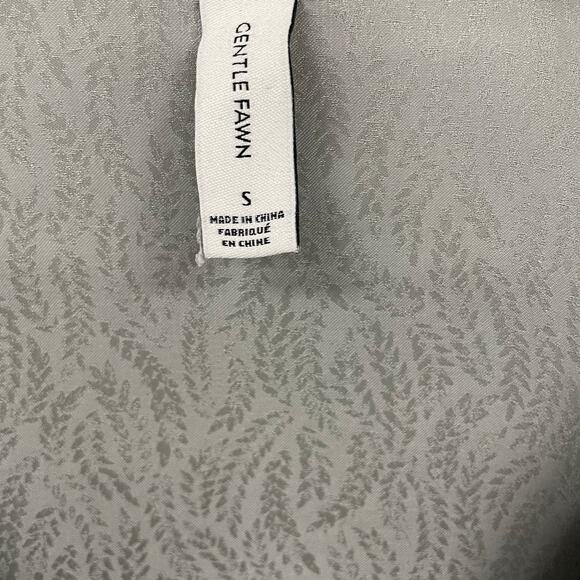 GENTLE FAWN
S
MADE IN CHINA
FABRIQUÉ
EN CHINE